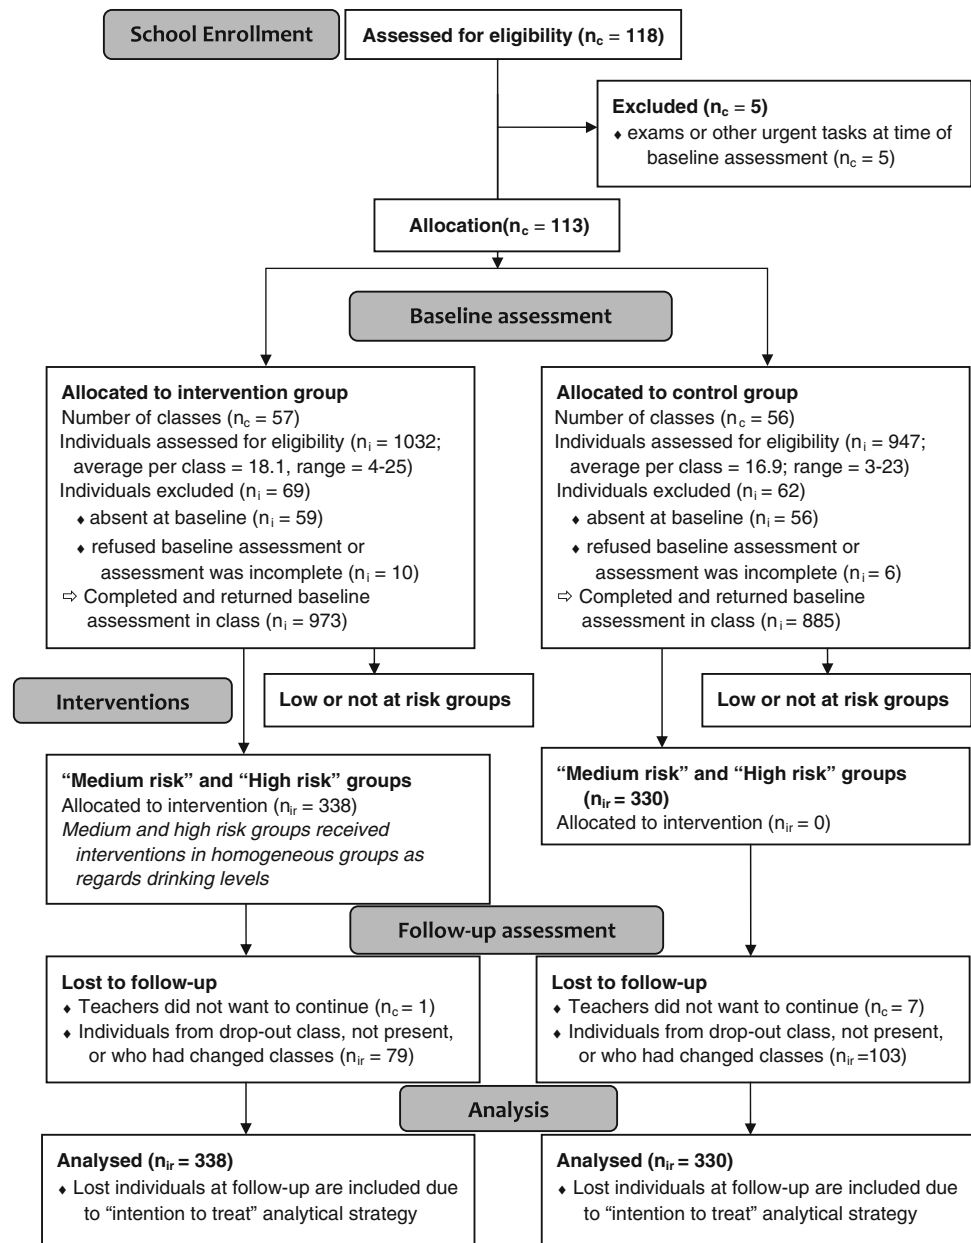 School Enrollment
Assessed for eligibility (nc = 118)
Excluded (nc = 5)
♦ exams or other urgent tasks at time of
baseline assessment (nc = 5)
Allocation(nc = 113)
Baseline assessment
Allocated to intervention group
Number of classes (nc = 57)
Individuals assessed for eligibility (ni = 1032;
average per class = 18.1, range = 4-25)
Individuals excluded (ni = 69)
♦ absent at baseline (ni = 59)
♦ refused baseline assessment or
assessment was incomplete (ni = 10)
⇨ Completed and returned baseline
assessment in class (ni = 973)
Allocated to control group
Number of classes (nc = 56)
Individuals assessed for eligibility (ni = 947;
average per class = 16.9; range = 3-23)
Individuals excluded (ni = 62)
♦ absent at baseline (ni = 56)
♦ refused baseline assessment or
assessment was incomplete (ni = 6)
⇨ Completed and returned baseline
assessment in class (ni = 885)
Interventions
Low or not at risk groups
Low or not at risk groups
“Medium risk” and “High risk” groups
Allocated to intervention (nir = 338)
Medium and high risk groups received
interventions in homogeneous groups as
regards drinking levels
“Medium risk” and “High risk” groups
(nir = 330)
Allocated to intervention (nir = 0)
Follow-up assessment
Lost to follow-up
♦ Teachers did not want to continue (nc = 1)
♦ Individuals from drop-out class, not present,
or who had changed classes (nir = 79)
Lost to follow-up
♦ Teachers did not want to continue (nc = 7)
♦ Individuals from drop-out class, not present,
or who had changed classes (nir =103)
Analysis
Analysed (nir = 338)
♦ Lost individuals at follow-up are included due
to “intention to treat” analytical strategy
Analysed (nir = 330)
♦ Lost individuals at follow-up are included due
to “intention to treat” analytical strategy